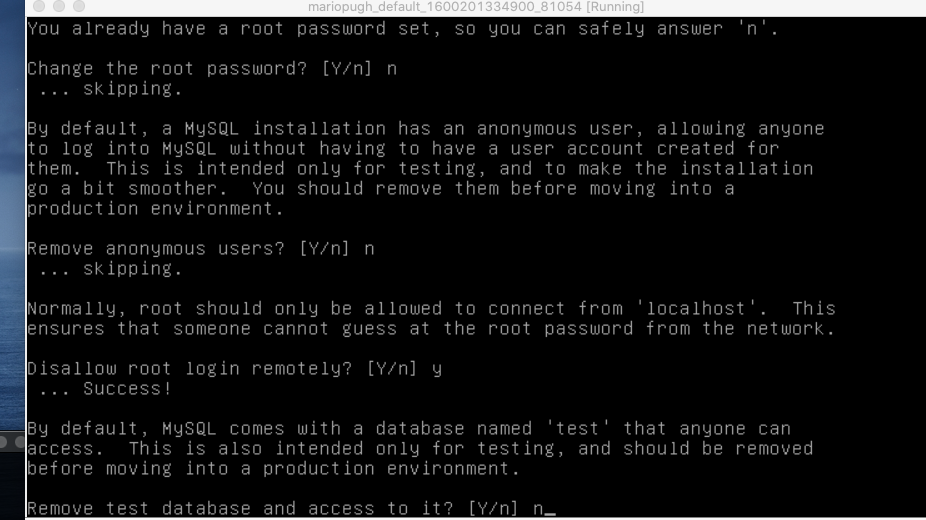 mariopugh_default_1600201334900_81054 [Running]
You already have a root password set, so you can safely answer 'n'.
Change the root password? [Y/n] n
... skipping.
By default, a MySQL installation has an anonymous user, allowing anyone
to log into MySQL without having to have a user account created for
them.  This is intended only for testing, and to make the installation
go a bit smoother.  You should remove them before moving into a
production environment.
Remove anonymous users? [Y/n] n
... skipping.
Normally, root should only be allowed to connect from 'localhost'.  This
ensures that someone cannot guess at the root password from the network.
Disallow root login remotely? [Y/n] y
... Success!
By default, MySQL comes with a database named 'test' that anyone can
access.  This is also intended only for testing, and should be removed
before moving into a production environment.
Remove test database and access to it? [Y/n] n_